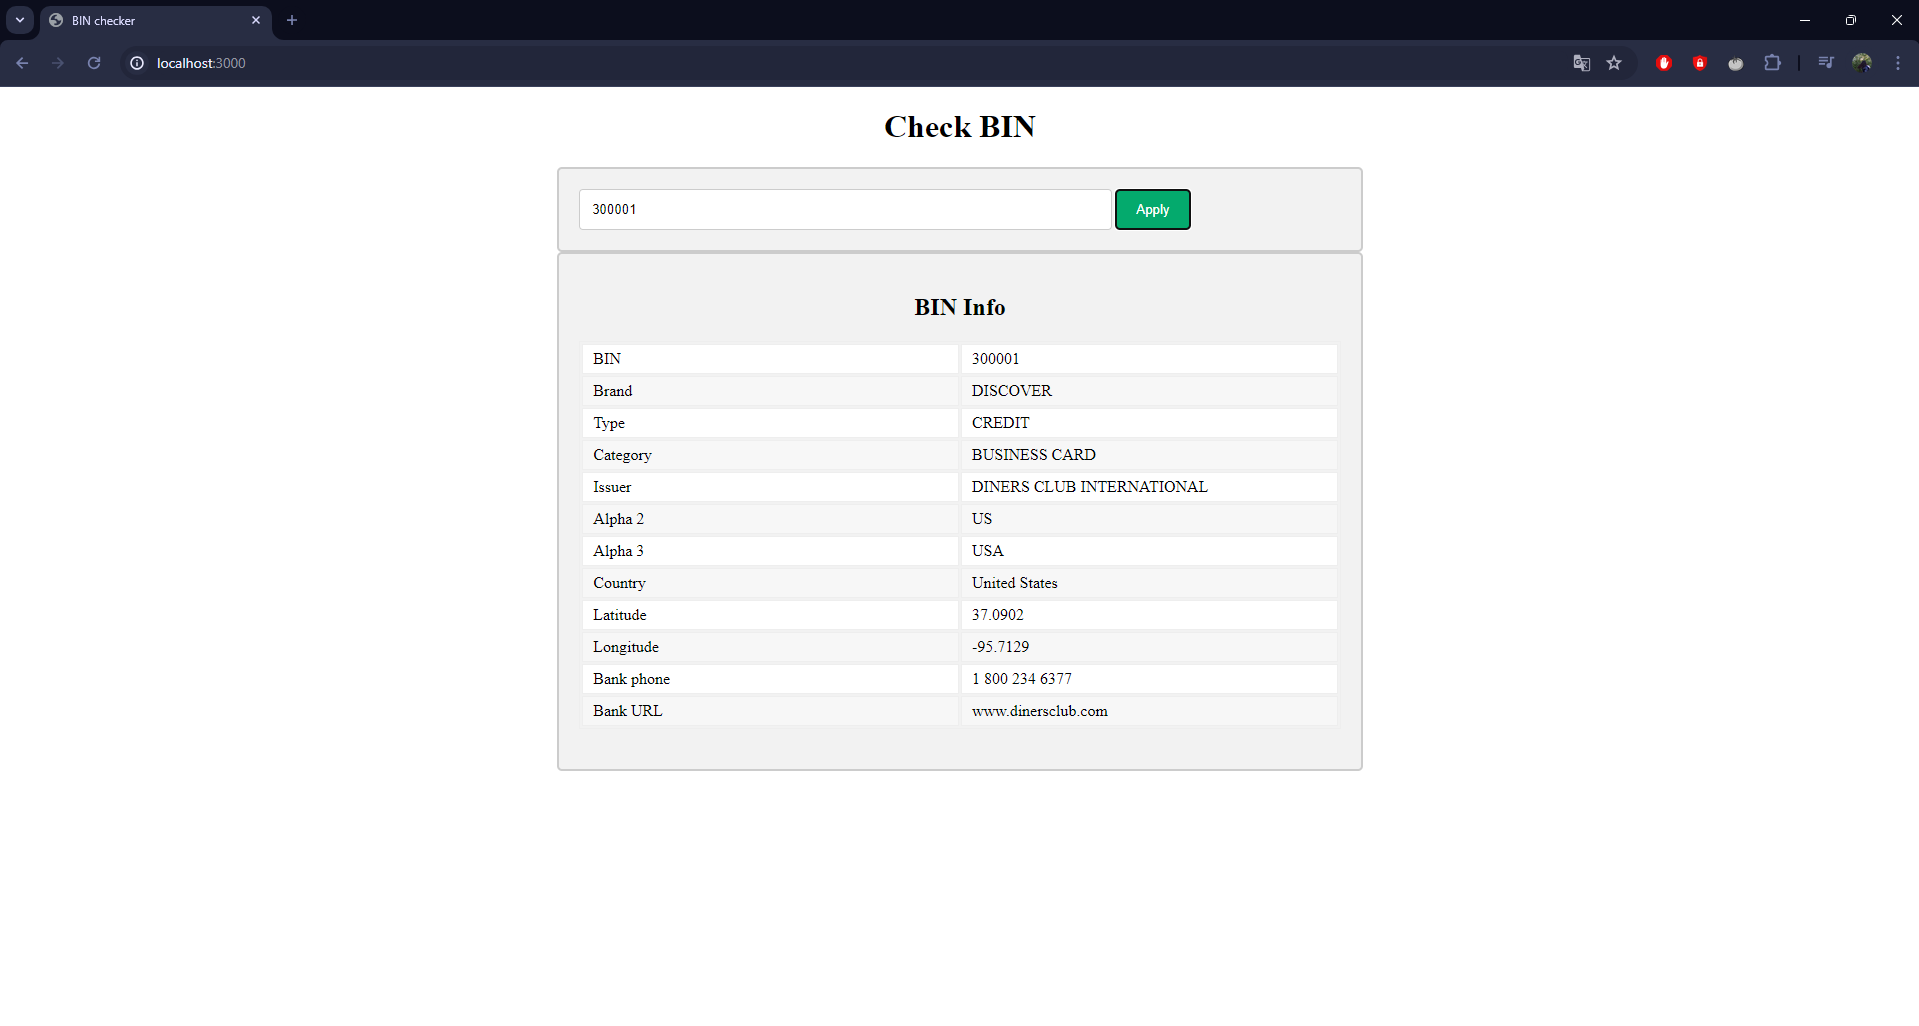 BIN checker
localhost:3000
Check BIN
300001 Apply
BIN Info
BIN 300001
Brand DISCOVER
Type CREDIT
Category BUSINESS CARD
Issuer DINERS CLUB INTERNATIONAL
Alpha 2 US
Alpha 3 USA
Country United States
Latitude 37.0902
Longitude -95.7129
Bank phone 1 800 234 6377
Bank URL www.dinersclub.com